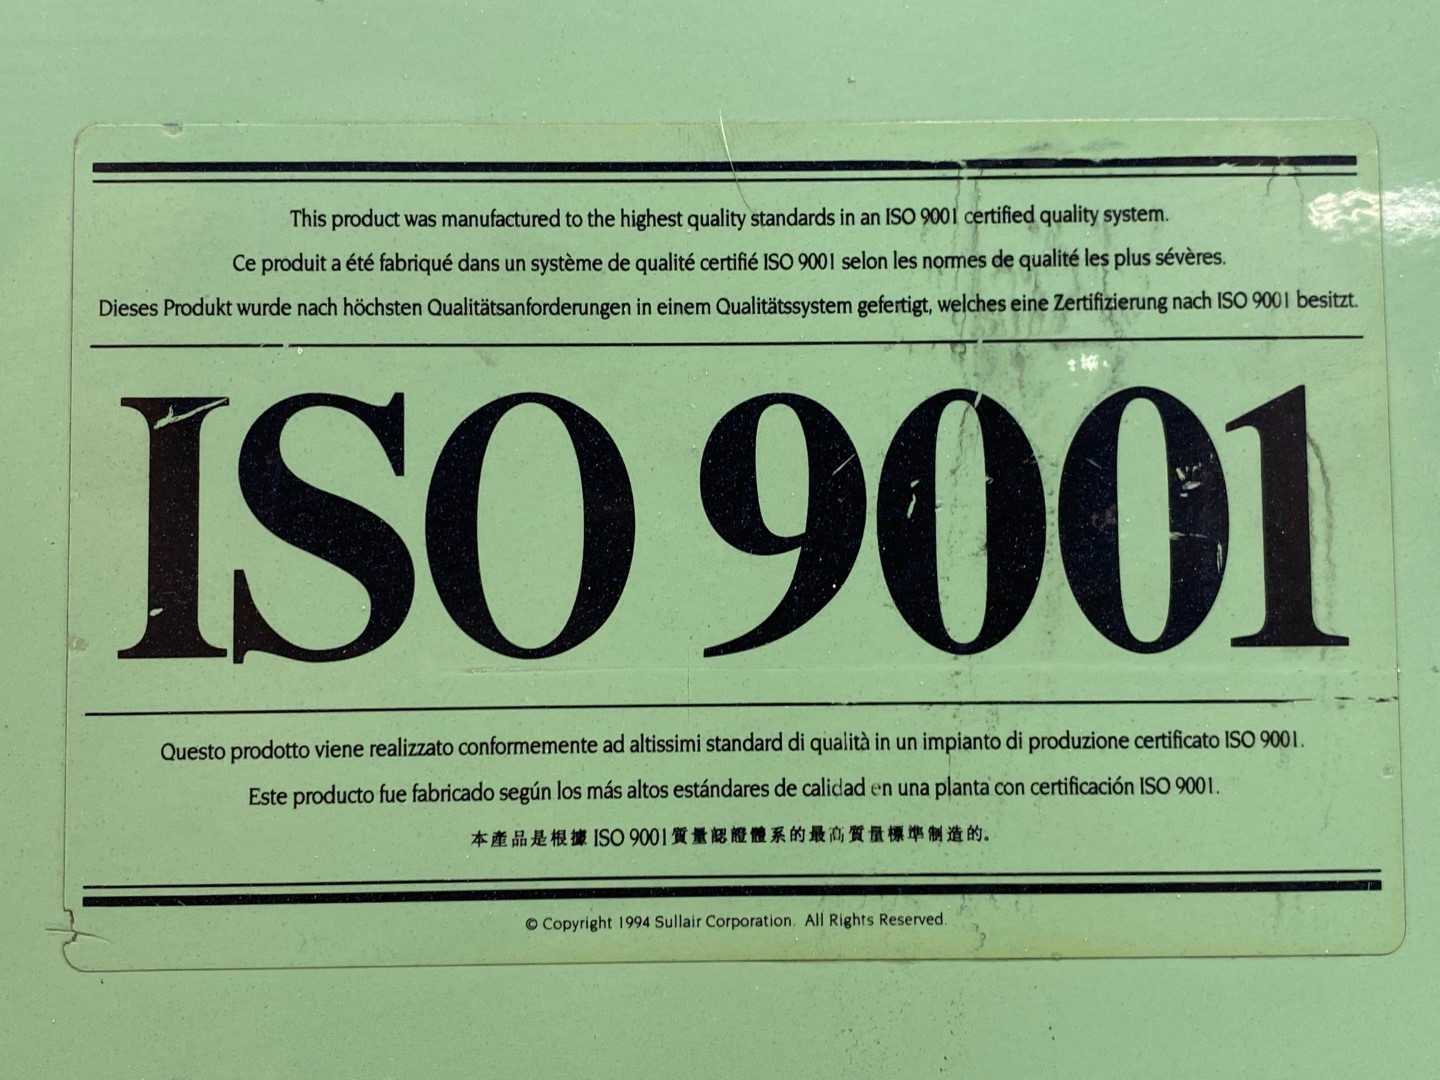 This product was manufactured to the highest quality standards in an ISO 9001 certified quality system.
Ce produit a été fabriqué dans un système de qualité certifié ISO 9001 selon les normes de qualité les plus sévères.
Dieses Produkt wurde nach höchsten Qualitätsanforderungen in einem Qualitätssystem gefertigt, welches eine Zertifizierung nach ISO 9001 besitzt.
ISO 9001
Questo prodotto viene realizzato conformemente ad altissimi standard di qualità in un impianto di produzione certificato ISO 9001.
Este producto fue fabricado según los más altos estándares de calidad en una planta con certificación ISO 9001.
本產品是根據 ISO 9001 質量認證體系的最高質量標準制造的。
© Copyright 1994 Sullair Corporation. All Rights Reserved.